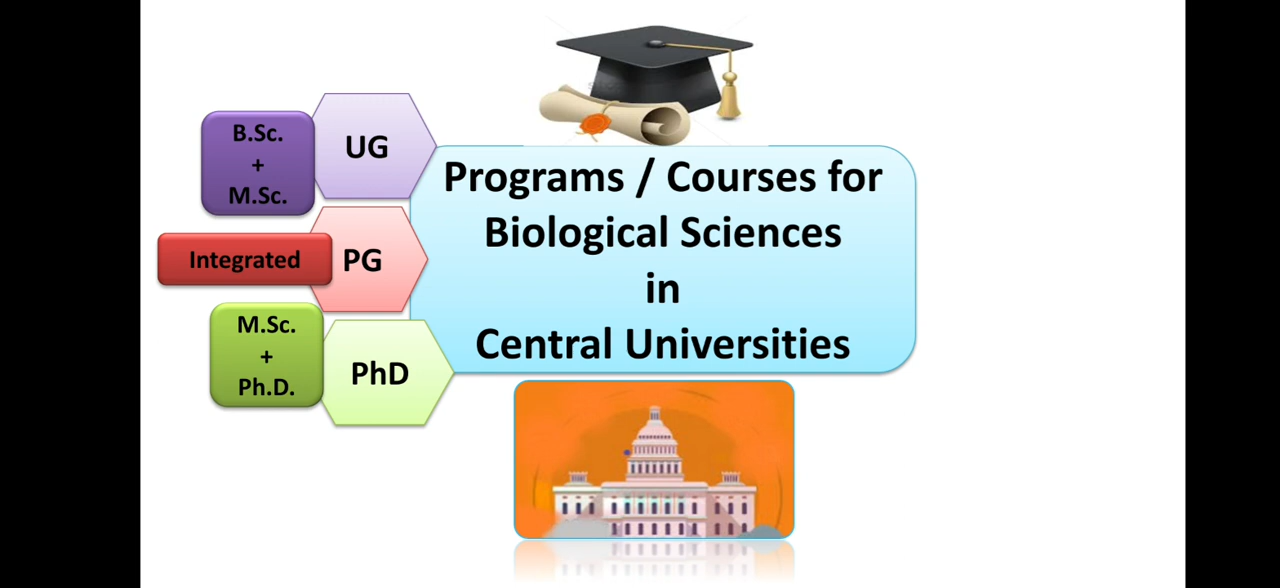 B.Sc.
+
M.Sc.
UG
Programs / Courses for
Biological Sciences
in
Central Universities
Integrated
PG
M.Sc.
+
Ph.D.
PhD